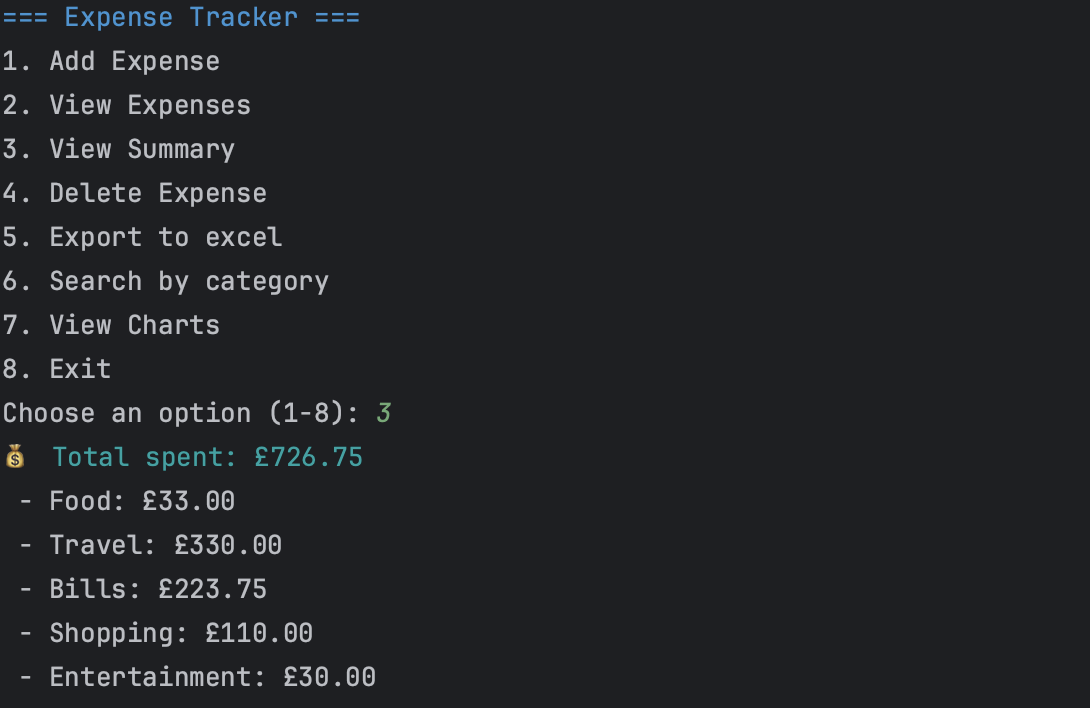 === Expense Tracker ===
1. Add Expense
2. View Expenses
3. View Summary
4. Delete Expense
5. Export to excel
6. Search by category
7. View Charts
8. Exit
Choose an option (1-8): 3
💰 Total spent: £726.75
- Food: £33.00
- Travel: £330.00
- Bills: £223.75
- Shopping: £110.00
- Entertainment: £30.00